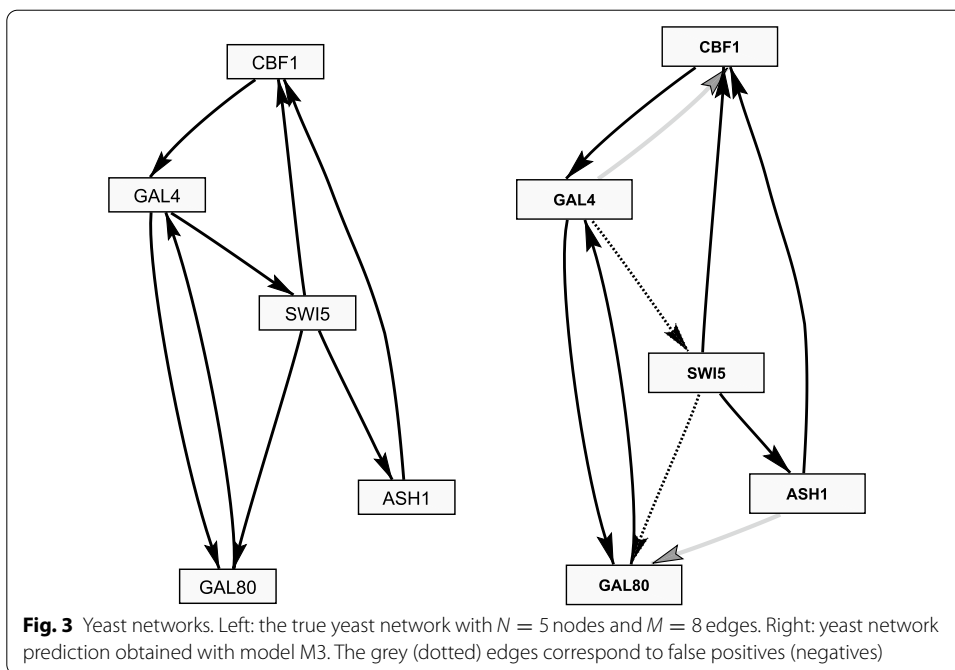 CBF1
GAL4
SWI5
ASH1
GAL80
CBF1
GAL4
SWI5
ASH1
GAL80
Fig. 3 Yeast networks. Left: the true yeast network with N = 5 nodes and M = 8 edges. Right: yeast network
prediction obtained with model M3. The grey (dotted) edges correspond to false positives (negatives)